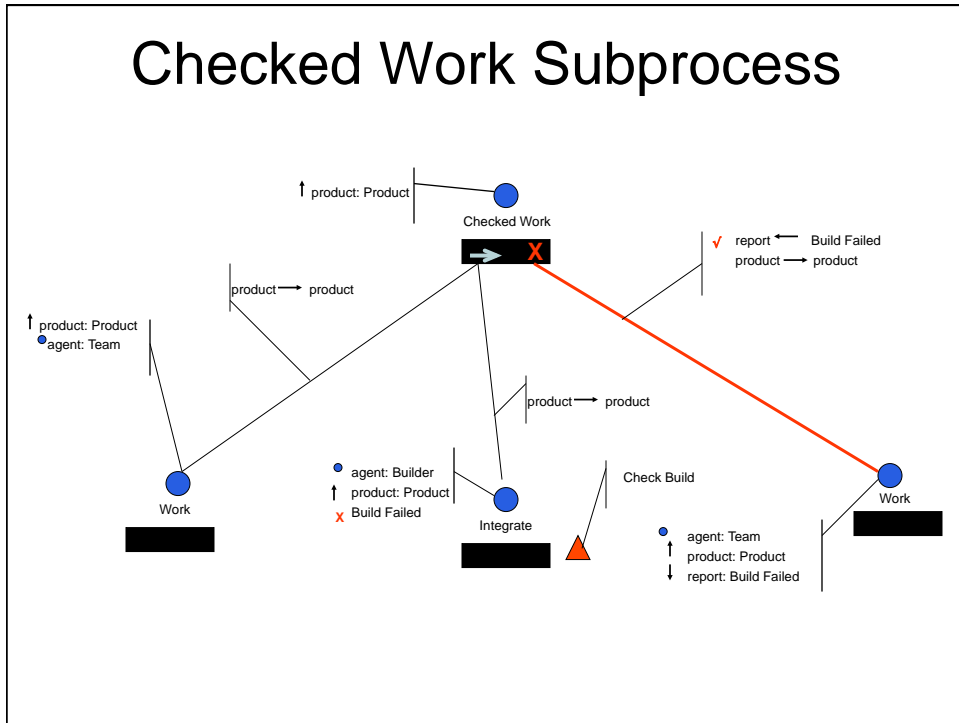 Checked Work Subprocess
↑ product: Product
Checked Work
X
√ report ← Build Failed
product → product
product → product
↑ product: Product
agent: Team
product → product
agent: Builder
↑ product: Product
X Build Failed
Check Build
Work
Integrate
Work
agent: Team
↑ product: Product
↓ report: Build Failed